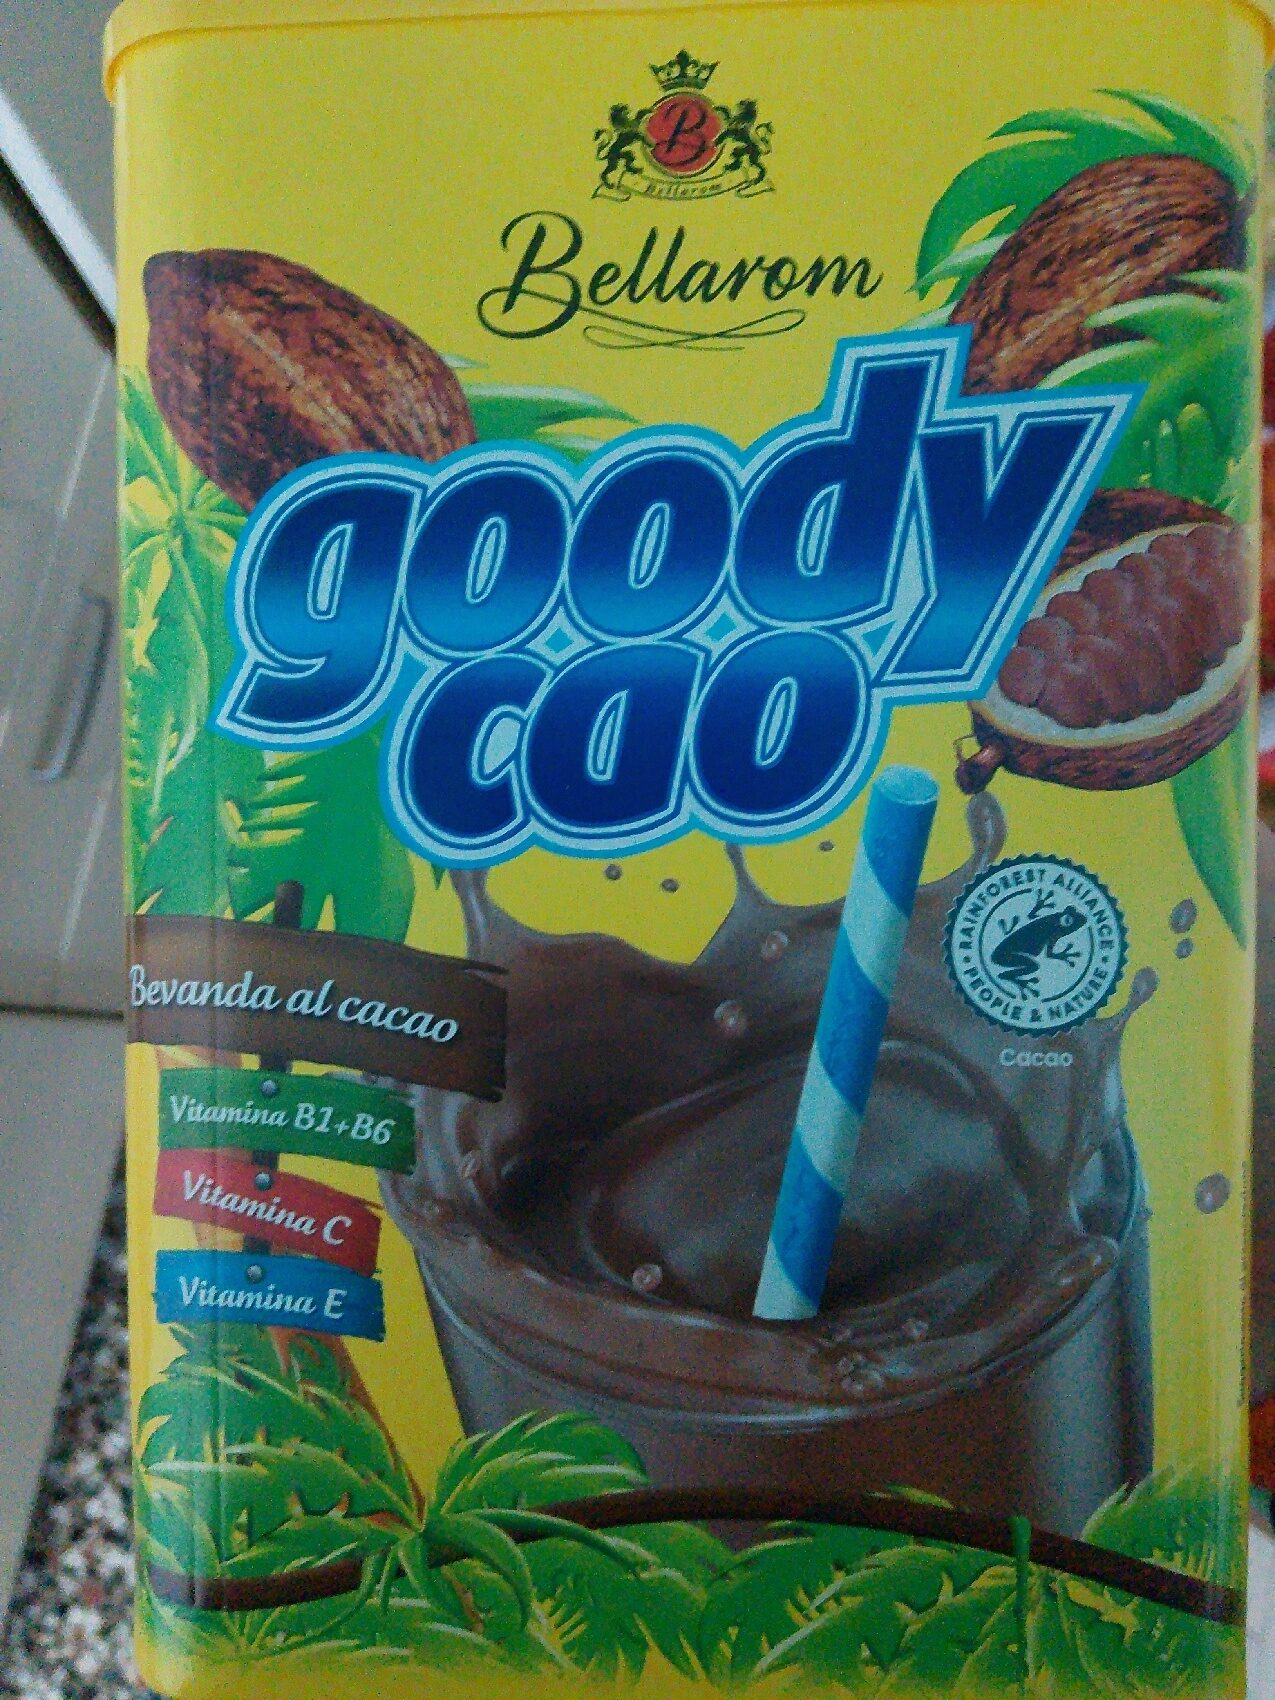 B
Bellarom
Bellarom
goody
cao
RAINFOREST ALLIANCE
PEOPLE & NATURE
Cacao
Bevanda al cacao
Vitamina B1+B6
Vitamina C
Vitamina E